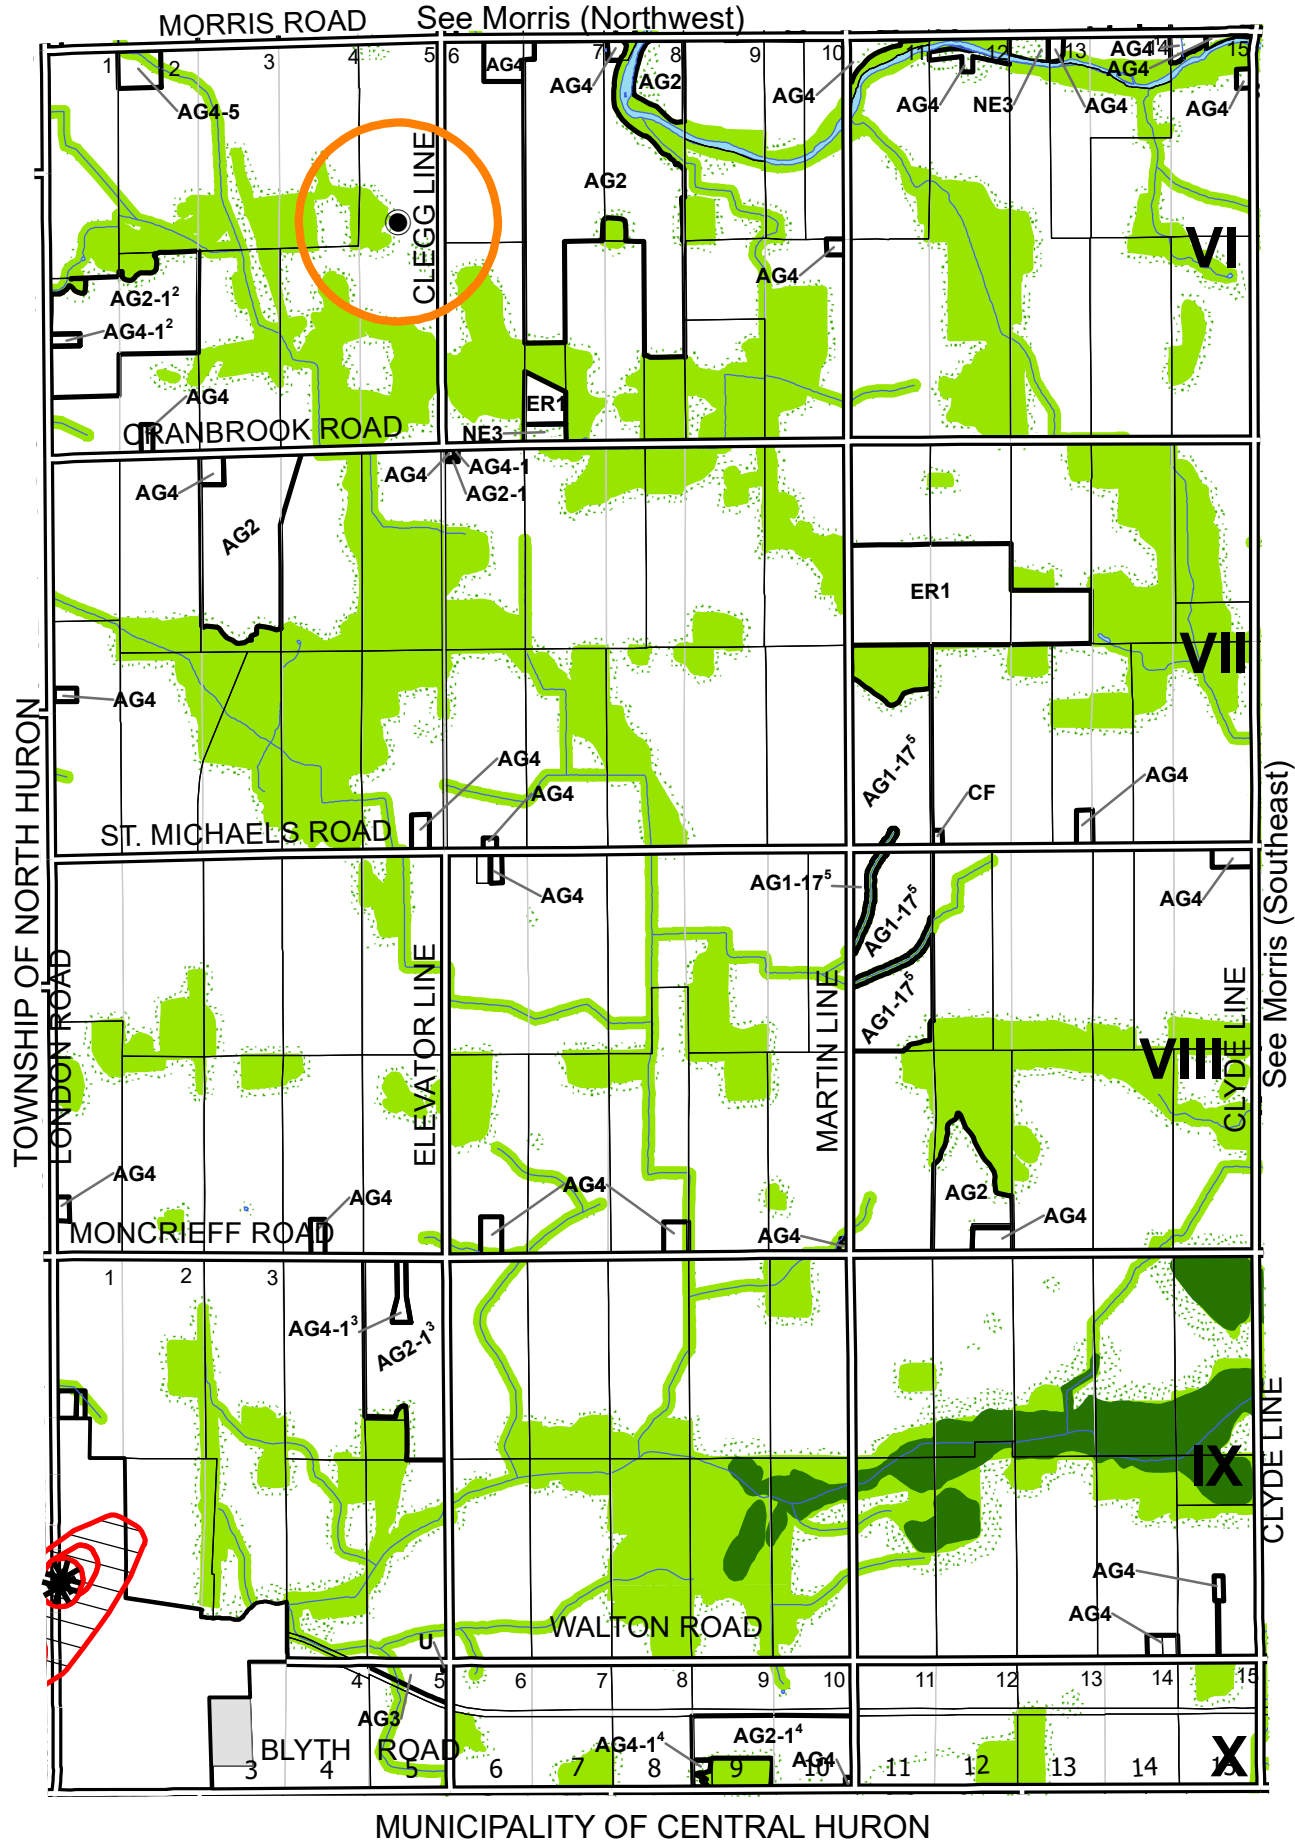 MORRIS ROAD
See Morris (Northwest)
1
2
3
4
5
6
7
8
9
10
11
12
13
14
15
AG4
AG4
AG2
AG4
AG4
NE3
AG4
AG4
AG4
AG4
AG4-5
CLEGG LINE
AG2
VI
AG4
AG2-1²
AG4-1²
AG4
ER1
CRANBROOK ROAD
NE3
AG4
AG4
AG4-1
AG2-1
AG2
ER1
VII
TOWNSHIP OF NORTH HURON
AG4
AG4
AG4
AG1-17⁵
CF
AG4
ST. MICHAELS ROAD
See Morris (Southeast)
AG4
AG1-17⁵
AG1-17⁵
AG4
AG1-17⁵
LONDON ROAD
ELEVATOR LINE
MARTIN LINE
CLYDE LINE
VIII
AG4
AG4
AG4
AG2
AG4
AG4
MONCRIEFF ROAD
1
2
3
AG4-1³
AG2-1³
CLYDE LINE
IX
AG4
AG4
WALTON ROAD
U
4
5
6
7
8
9
10
11
12
13
14
15
AG3
AG4-1⁴
AG2-1⁴
AG4
BLYTH ROAD
X
3
4
5
6
7
8
9
10
11
12
13
14
15
MUNICIPALITY OF CENTRAL HURON